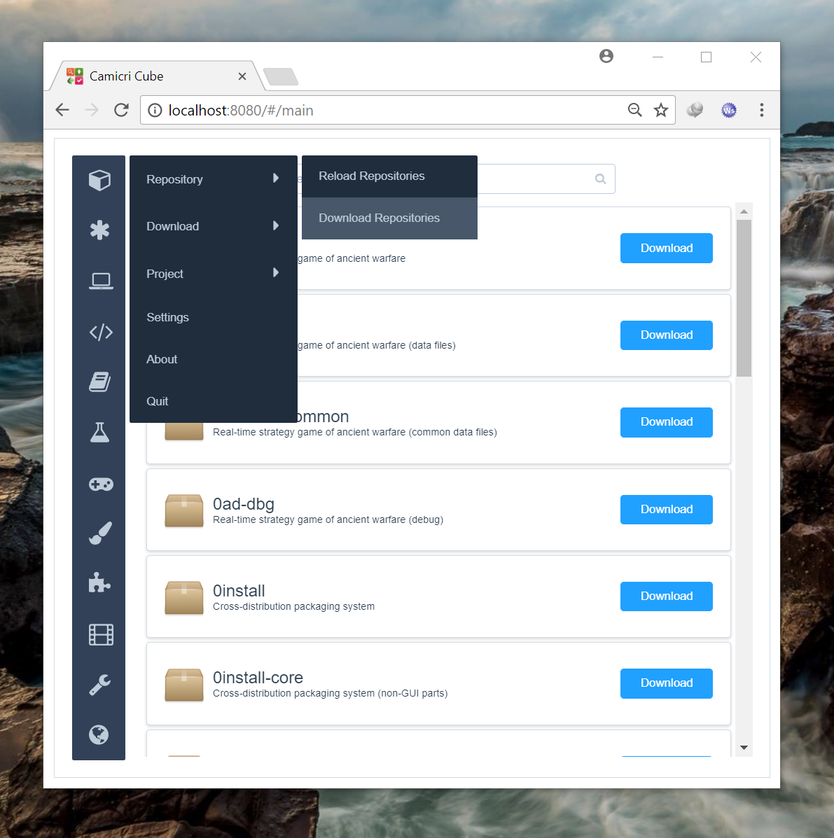 Camicri Cube
localhost:8080/#/main
Repository
Download
Project
Settings
About
Quit
Reload Repositories
Download Repositories
game of ancient warfare
Download
game of ancient warfare (data files)
Download
ommon
Real-time strategy game of ancient warfare (common data files)
Download
0ad-dbg
Real-time strategy game of ancient warfare (debug)
Download
0install
Cross-distribution packaging system
Download
0install-core
Cross-distribution packaging system (non-GUI parts)
Download